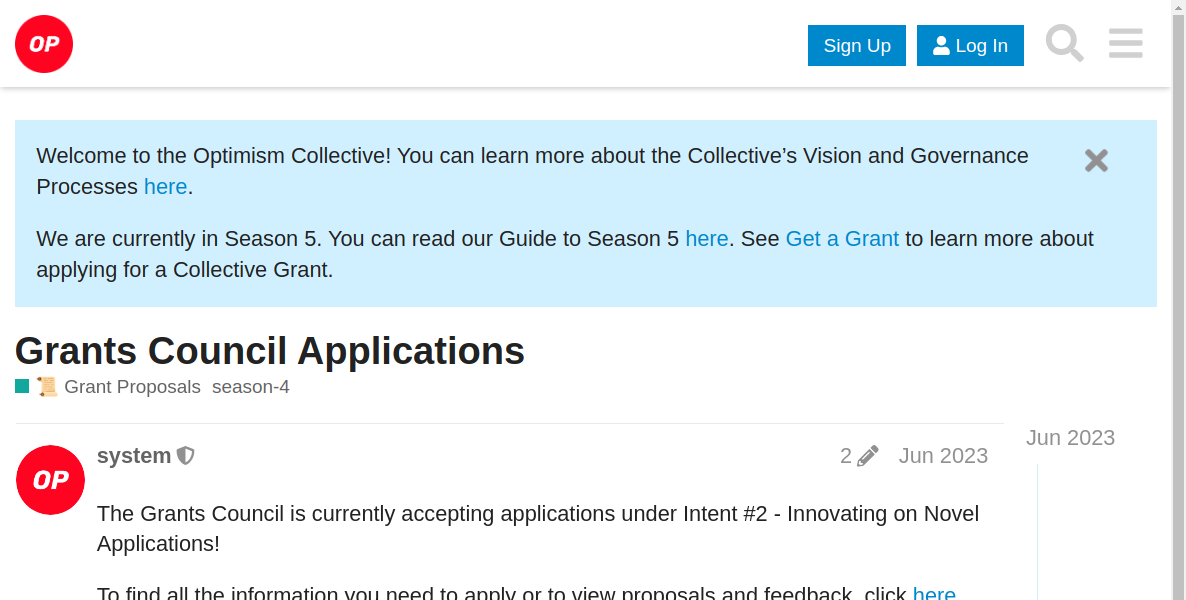 OP
Sign Up
Log In
Welcome to the Optimism Collective! You can learn more about the Collective’s Vision and Governance
Processes here.
We are currently in Season 5. You can read our Guide to Season 5 here. See Get a Grant to learn more about
applying for a Collective Grant.
Grants Council Applications
Grant Proposals season-4
Jun 2023
system 2 Jun 2023
OP
The Grants Council is currently accepting applications under Intent #2 - Innovating on Novel
Applications!
To find all the information you need to apply or to view proposals and feedback, click here